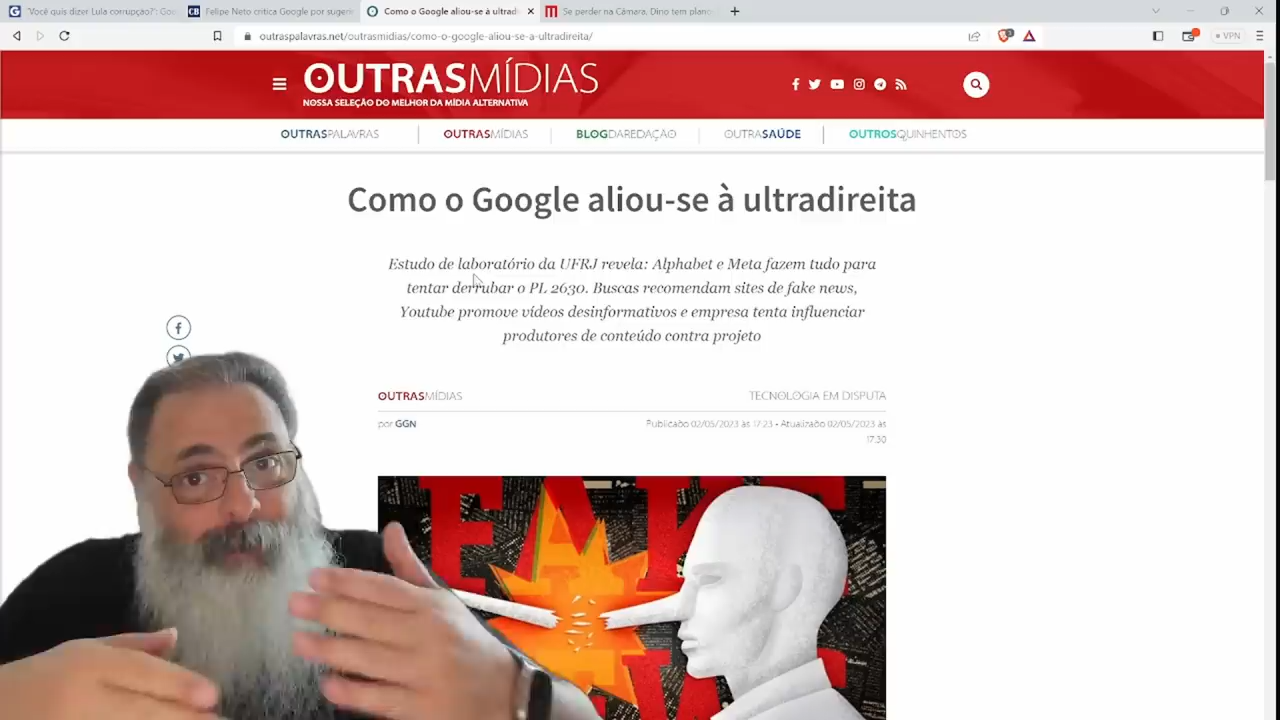 "Você quis dizer Lula corrupção?": Goo
Felipe Neto critica Google por sugerir
Como o Google aliou-se à ultradi
Se perder na Câmara, Dino tem plano
outraspalavras.net/outrasmidias/como-o-google-aliou-se-a-ultradireita/
VPN
OUTRASMÍDIAS
NOSSA SELEÇÃO DO MELHOR DA MÍDIA ALTERNATIVA
OUTRASPALAVRAS
OUTRASMÍDIAS
BLOGDAREDAÇÃO
OUTRASAÚDE
OUTROSQUINHENTOS
Como o Google aliou-se à ultradireita
Estudo de laboratório da UFRJ revela: Alphabet e Meta fazem tudo para
tentar derrubar o PL 2630. Buscas recomendam sites de fake news,
Youtube promove vídeos desinformativos e empresa tenta influenciar
produtores de conteúdo contra projeto
OUTRASMÍDIAS
TECNOLOGIA EM DISPUTA
por GGN
Publicado 02/05/2023 às 17:23 - Atualizado 02/05/2023 às
17:30
FAKE